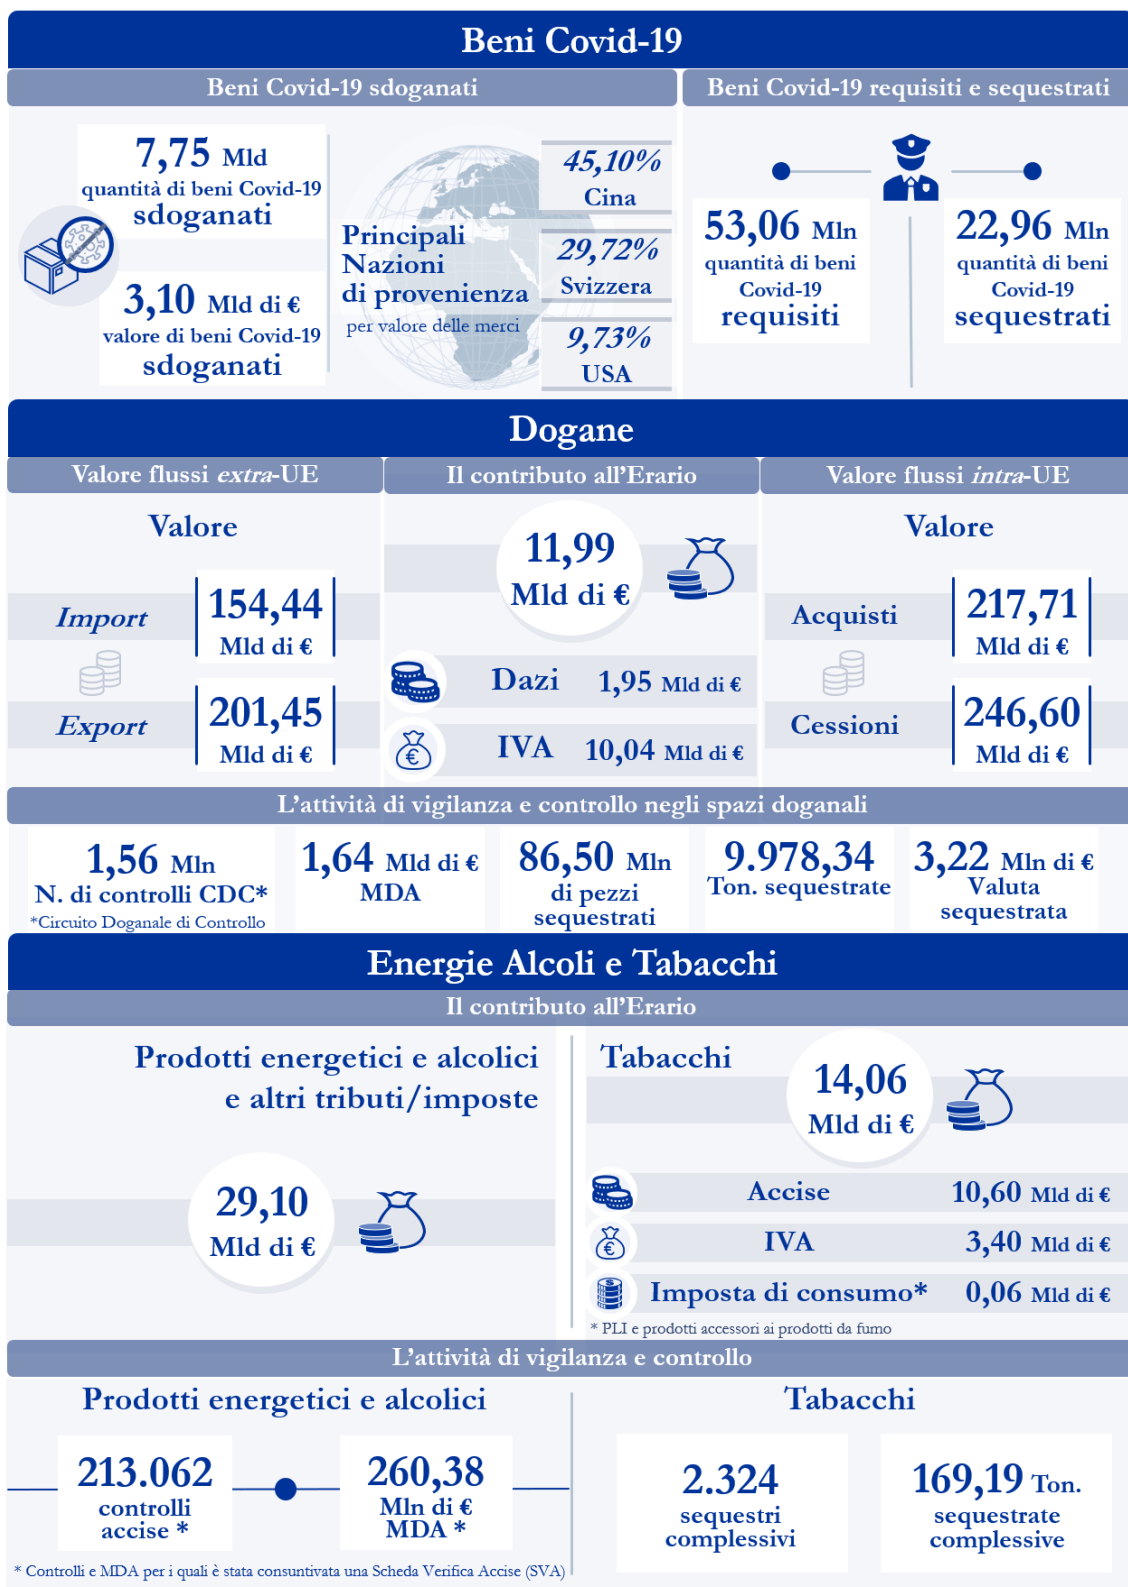 Beni Covid-19
Beni Covid-19 sdoganati
7,75 Mld
quantità di beni Covid-19
sdoganati
3,10 Mld di €
valore di beni Covid-19
sdoganati
Principali
Nazioni
di provenienza
per valore delle merci
45,10%
Cina
29,72%
Svizzera
9,73%
USA
Beni Covid-19 requisiti e sequestrati
53,06 Mln
quantità di beni
Covid-19
requisiti
22,96 Mln
quantità di beni
Covid-19
sequestrati
Dogane
Valore flussi extra-UE
Valore
Import
154,44
Mld di €
Export
201,45
Mld di €
Il contributo all'Erario
11,99
Mld di €
Dazi 1,95 Mld di €
IVA 10,04 Mld di €
Valore flussi intra-UE
Valore
Acquisti
217,71
Mld di €
Cessioni
246,60
Mld di €
L'attività di vigilanza e controllo negli spazi doganali
1,56 Mln
N. di controlli CDC*
*Circuito Doganale di Controllo
1,64 Mld di €
MDA
86,50 Mln
di pezzi
sequestrati
9.978,34
Ton. sequestrate
3,22 Mln di €
Valuta
sequestrata
Energie Alcoli e Tabacchi
Il contributo all'Erario
Prodotti energetici e alcolici
e altri tributi/imposte
29,10
Mld di €
Tabacchi
14,06
Mld di €
Accise 10,60 Mld di €
IVA 3,40 Mld di €
Imposta di consumo* 0,06 Mld di €
* PLI e prodotti accessori ai prodotti da fumo
L'attività di vigilanza e controllo
Prodotti energetici e alcolici
213.062
controlli
accise *
260,38
Mln di €
MDA *
* Controlli e MDA per i quali è stata consuntivata una Scheda Verifica Accise (SVA)
Tabacchi
2.324
sequestri
complessivi
169,19 Ton.
sequestrate
complessive